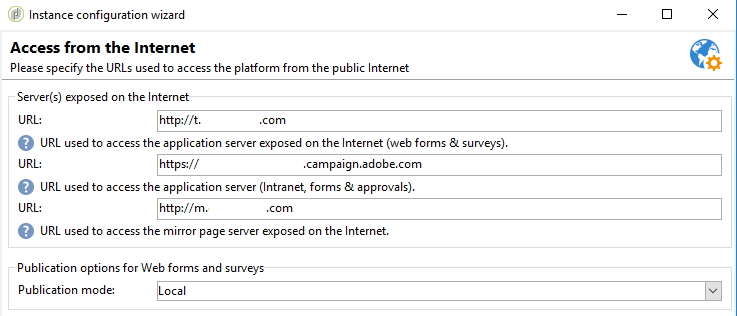 Instance configuration wizard
Access from the Internet
Please specify the URLs used to access the platform from the public Internet
Server(s) exposed on the Internet
URL: http://t. .com
? URL used to access the application server exposed on the Internet (web forms & surveys).
URL: https:// .campaign.adobe.com
? URL used to access the application server (Intranet, forms & approvals).
URL: http://m. .com
? URL used to access the mirror page server exposed on the Internet.
Publication options for Web forms and surveys
Publication mode: Local